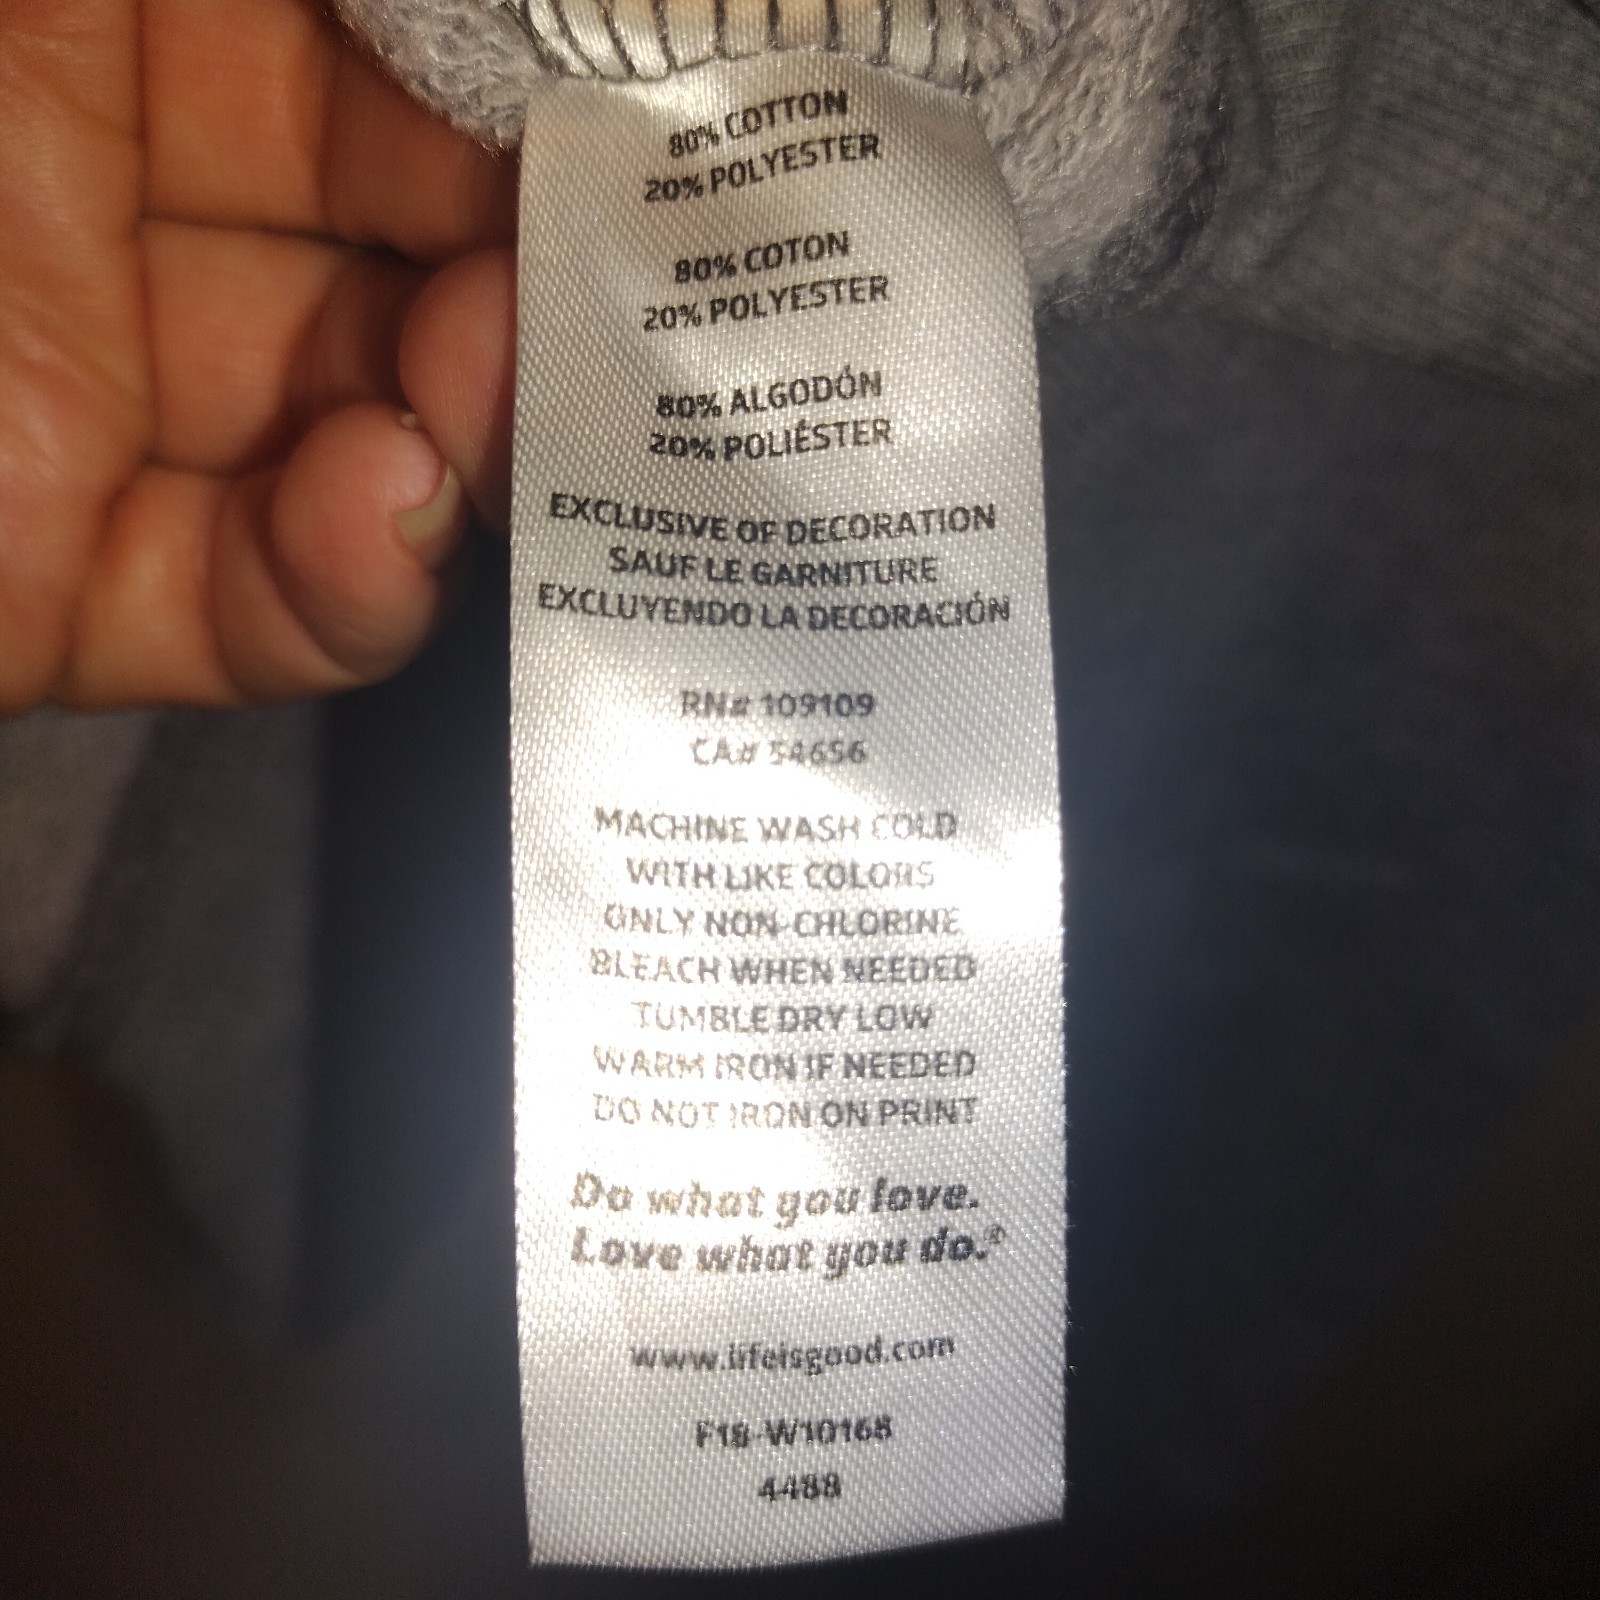 80% COTTON
20% POLYESTER
80% COTON
20% POLYESTER
80% ALGODÓN
20% POLIÉSTER
EXCLUSIVE OF DECORATION
SAUF LE GARNITURE
EXCLUYENDO LA DECORACIÓN
RN# 109109
CA# 54656
MACHINE WASH COLD
WITH LIKE COLORS
ONLY NON-CHLORINE
BLEACH WHEN NEEDED
TUMBLE DRY LOW
WARM IRON IF NEEDED
DO NOT IRON ON PRINT
Do what you love.
Love what you do.®
www.lifeisgood.com
F18-W10168
4488